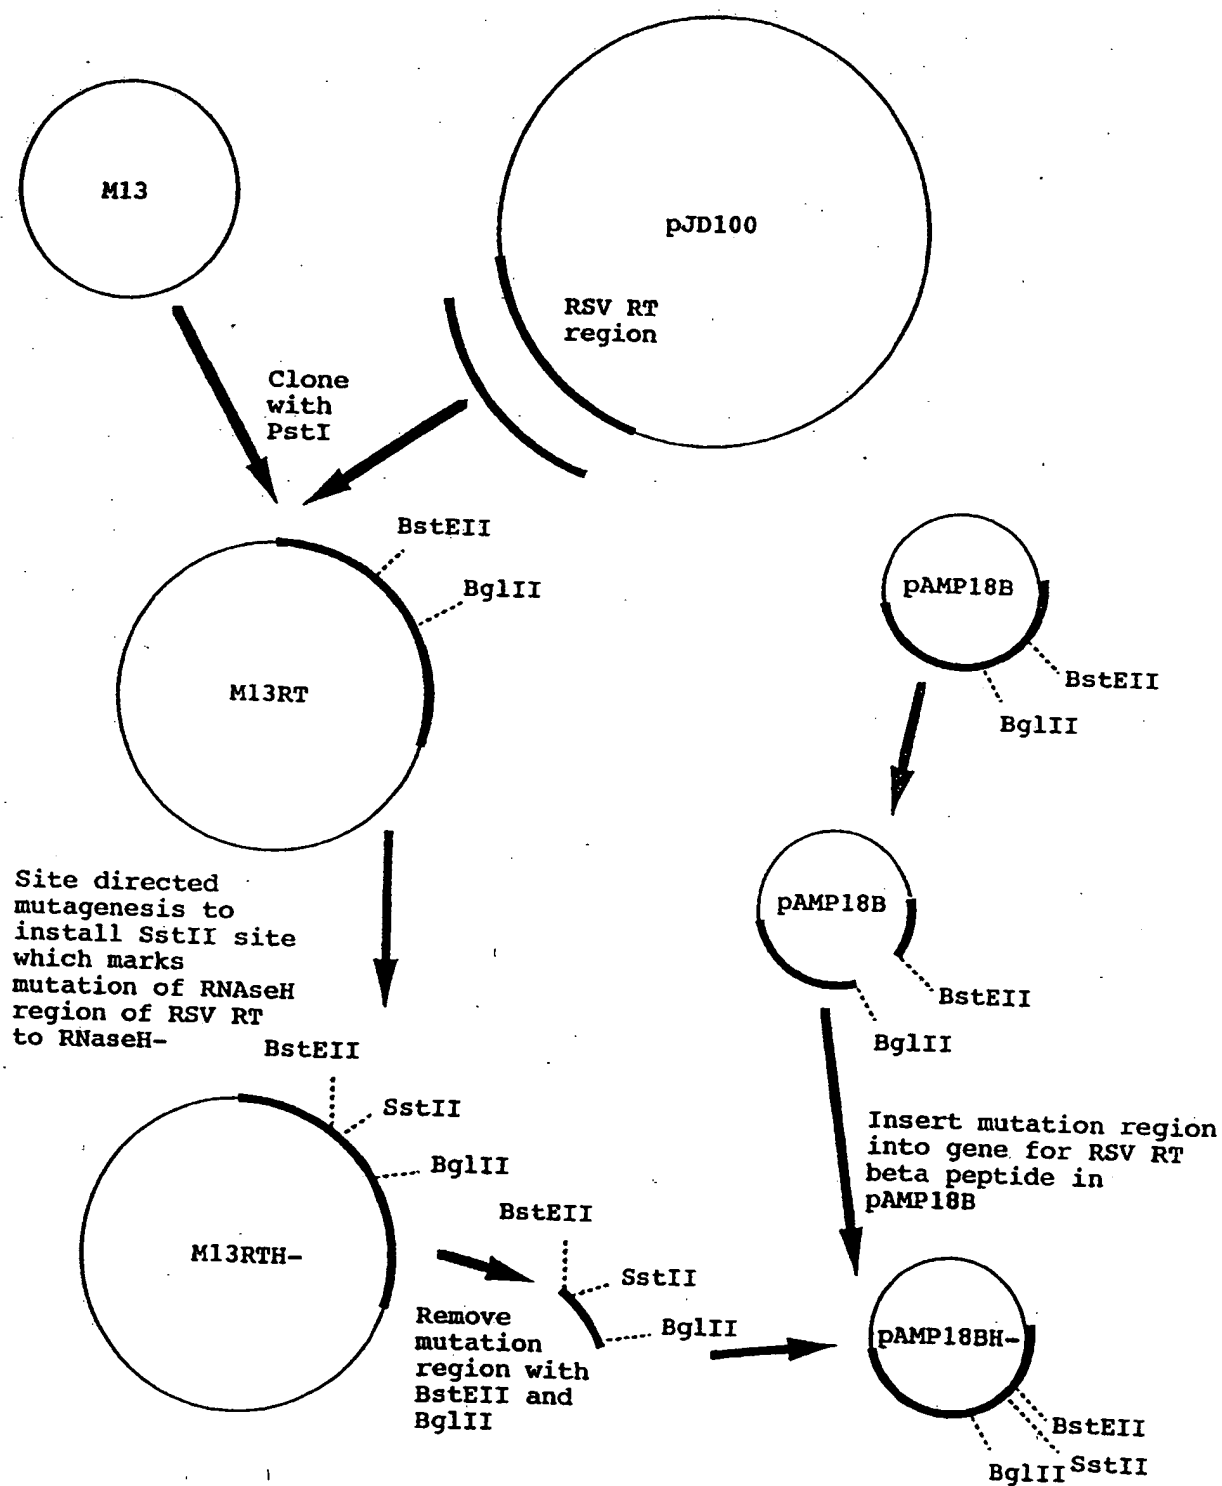 M13
pJD100
RSV RT
region
Clone
with
PstI
BstEII
BglII
M13RT
pAMP18B
BstEII
BglII
Site directed
mutagenesis to
install SstII site
which marks
mutation of RNAseH
region of RSV RT
to RNaseH-
pAMP18B
BstEII
BglII
BstEII
SstII
BglII
M13RTH-
Insert mutation region
into gene for RSV RT
beta peptide in
pAMP18B
BstEII
SstII
BglII
Remove
mutation
region with
BstEII and
BglII
pAMP18BH-
BstEII
SstII
BglII